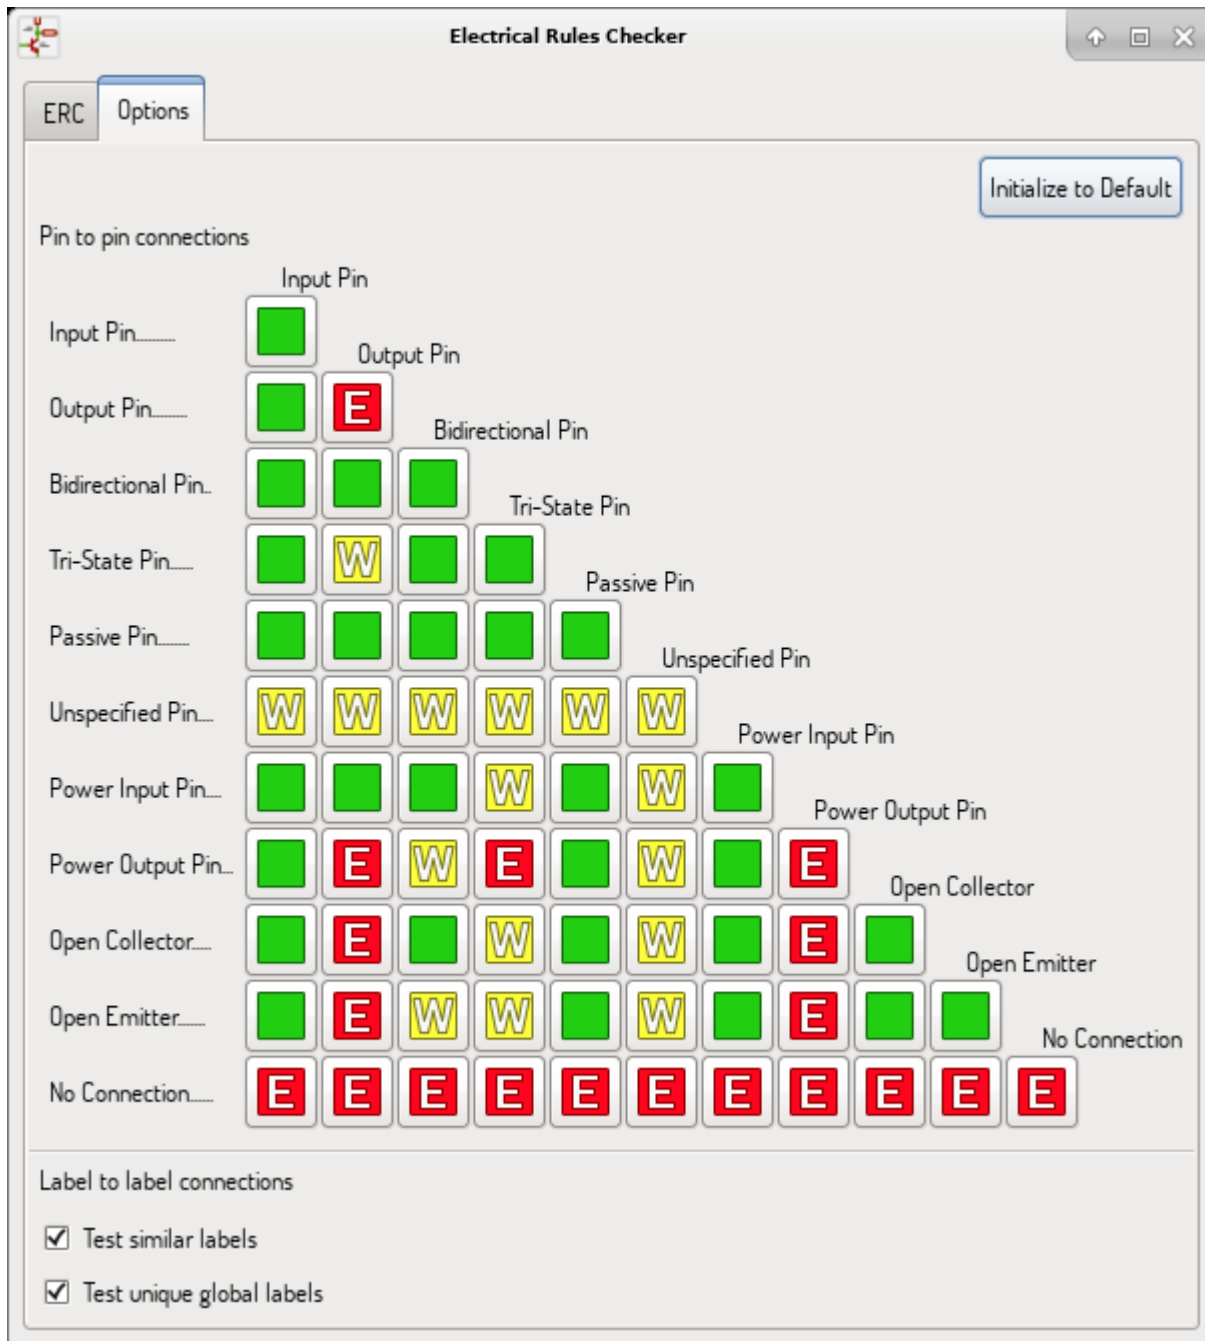 Electrical Rules Checker
ERC Options
Initialize to Default
Pin to pin connections
Input Pin
Input Pin..........
Output Pin
Output Pin.........
E
Bidirectional Pin
Bidirectional Pin..
Tri-State Pin
Tri-State Pin......
W
Passive Pin
Passive Pin........
Unspecified Pin
Unspecified Pin....
W W W W W W
Power Input Pin
Power Input Pin....
W W
Power Output Pin
Power Output Pin...
E W E W E
Open Collector
Open Collector.....
E W W E
Open Emitter
Open Emitter.......
E W W W E
No Connection
No Connection......
E E E E E E E E E E E
Label to label connections
Test similar labels
Test unique global labels